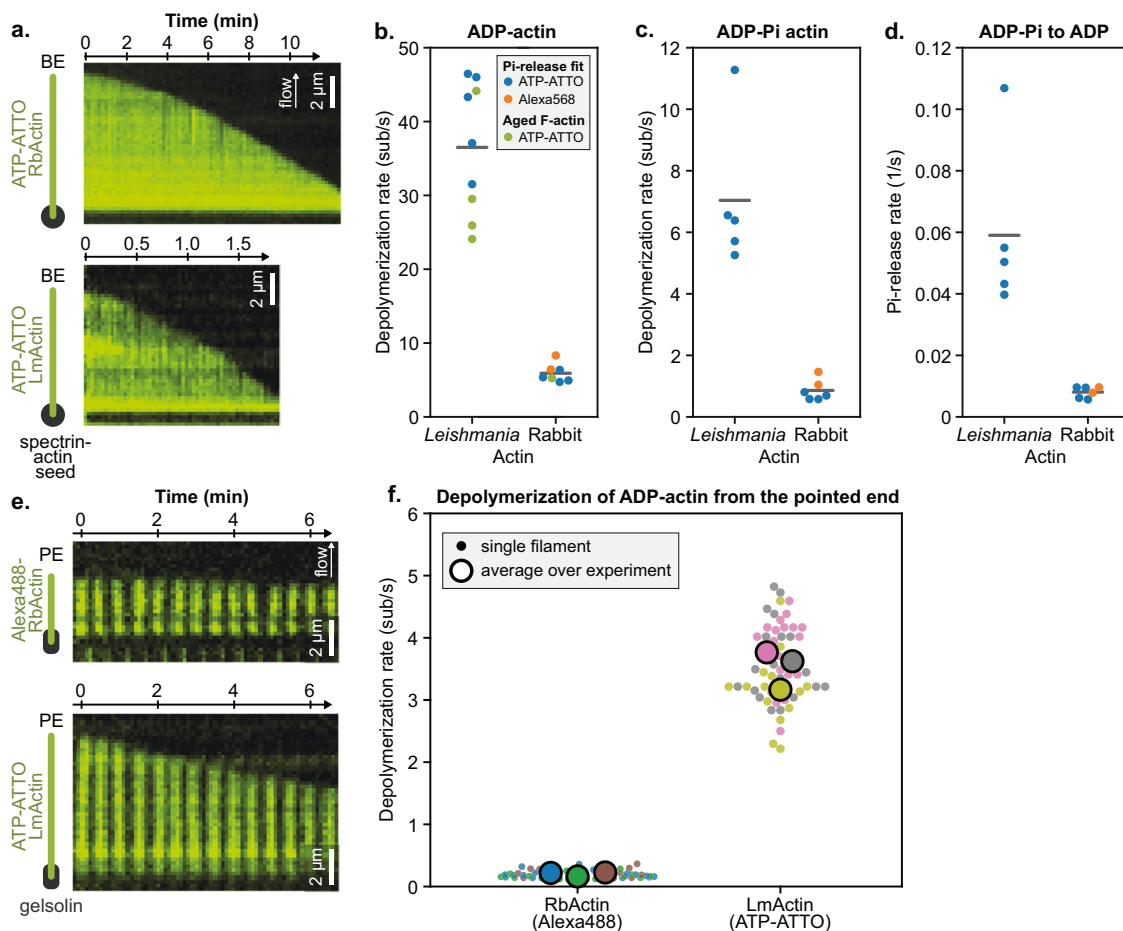 a.
Time (min)
0 2 4 6 8 10
BE
flow
2 µm
ATP-ATTO
RbActin
0 0.5 1.0 1.5
BE
2 µm
ATP-ATTO
LmActin
spectrin-
actin
seed
b.
ADP-actin
50
40
30
20
10
0
Depolymerization rate (sub/s)
Pi-release fit
ATP-ATTO
Alexa568
Aged F-actin
ATP-ATTO
Leishmania Rabbit
Actin
c.
ADP-Pi actin
12
10
8
6
4
2
0
Depolymerization rate (sub/s)
Leishmania Rabbit
Actin
d.
ADP-Pi to ADP
0.12
0.10
0.08
0.06
0.04
0.02
0
Pi-release rate (1/s)
Leishmania Rabbit
Actin
e.
Time (min)
0 2 4 6
PE
flow
2 µm
Alexa488-
RbActin
0 2 4 6
PE
2 µm
ATP-ATTO
LmActin
gelsolin
f.
Depolymerization of ADP-actin from the pointed end
6
5
4
3
2
1
0
Depolymerization rate (sub/s)
single filament
average over experiment
RbActin
(Alexa488)
LmActin
(ATP-ATTO)